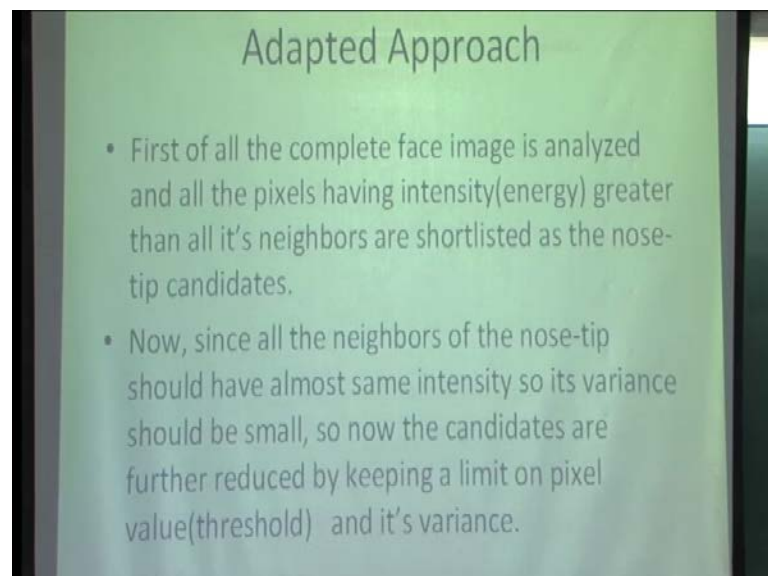 Adapted Approach
• First of all the complete face image is analyzed
and all the pixels having intensity(energy) greater
than all it's neighbors are shortlisted as the nose-
tip candidates.
• Now, since all the neighbors of the nose-tip
should have almost same intensity so its variance
should be small, so now the candidates are
further reduced by keeping a limit on pixel
value(threshold) and it's variance.